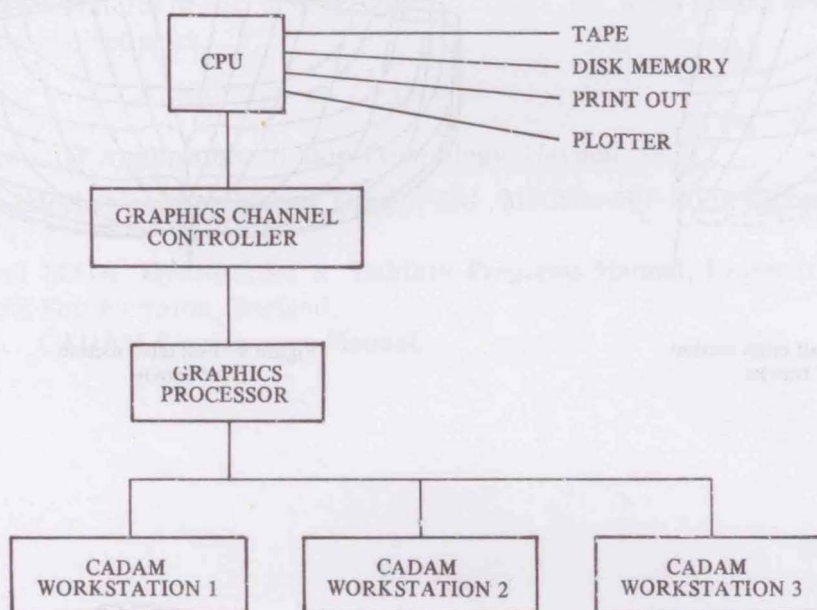 CPU
TAPE
DISK MEMORY
PRINT OUT
PLOTTER
GRAPHICS CHANNEL
CONTROLLER
GRAPHICS
PROCESSOR
CADAM
WORKSTATION 1
CADAM
WORKSTATION 2
CADAM
WORKSTATION 3